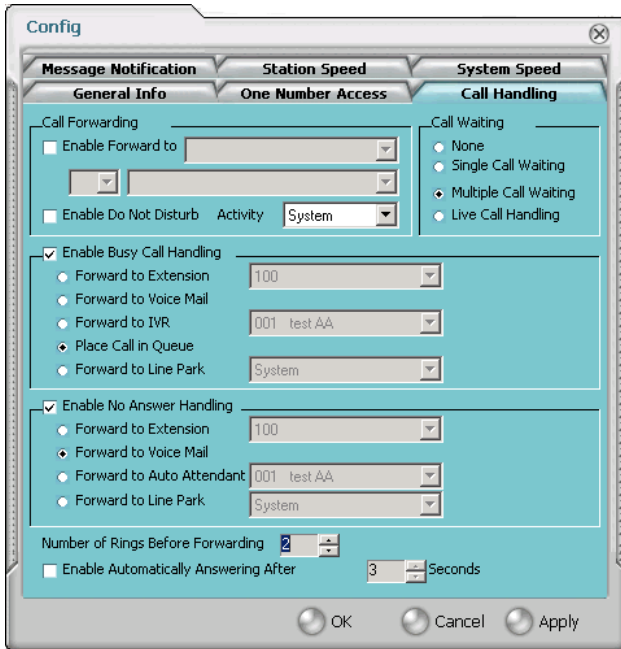 Config
Message Notification Station Speed System Speed
General Info One Number Access Call Handling
Call Forwarding
Enable Forward to
Enable Do Not Disturb Activity System
Call Waiting
None
Single Call Waiting
Multiple Call Waiting
Live Call Handling
Enable Busy Call Handling
Forward to Extension 100
Forward to Voice Mail
Forward to IVR 001 test AA
Place Call in Queue
Forward to Line Park System
Enable No Answer Handling
Forward to Extension 100
Forward to Voice Mail
Forward to Auto Attendant 001 test AA
Forward to Line Park System
Number of Rings Before Forwarding 2
Enable Automatically Answering After 3 Seconds
OK Cancel Apply